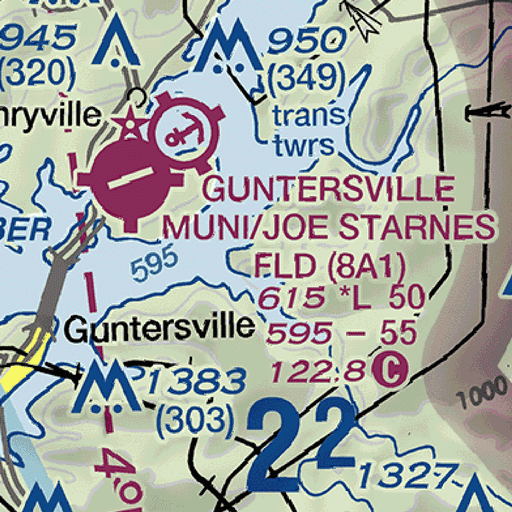 945
(320)
950
(349)
trans
twrs
nryville
GUNTERSVILLE
MUNI/JOE STARNES
FLD (8A1)
BER
595
615 *L 50
595 – 55
122.8 C
Guntersville
1383
(303)
1000
22
1327
4°